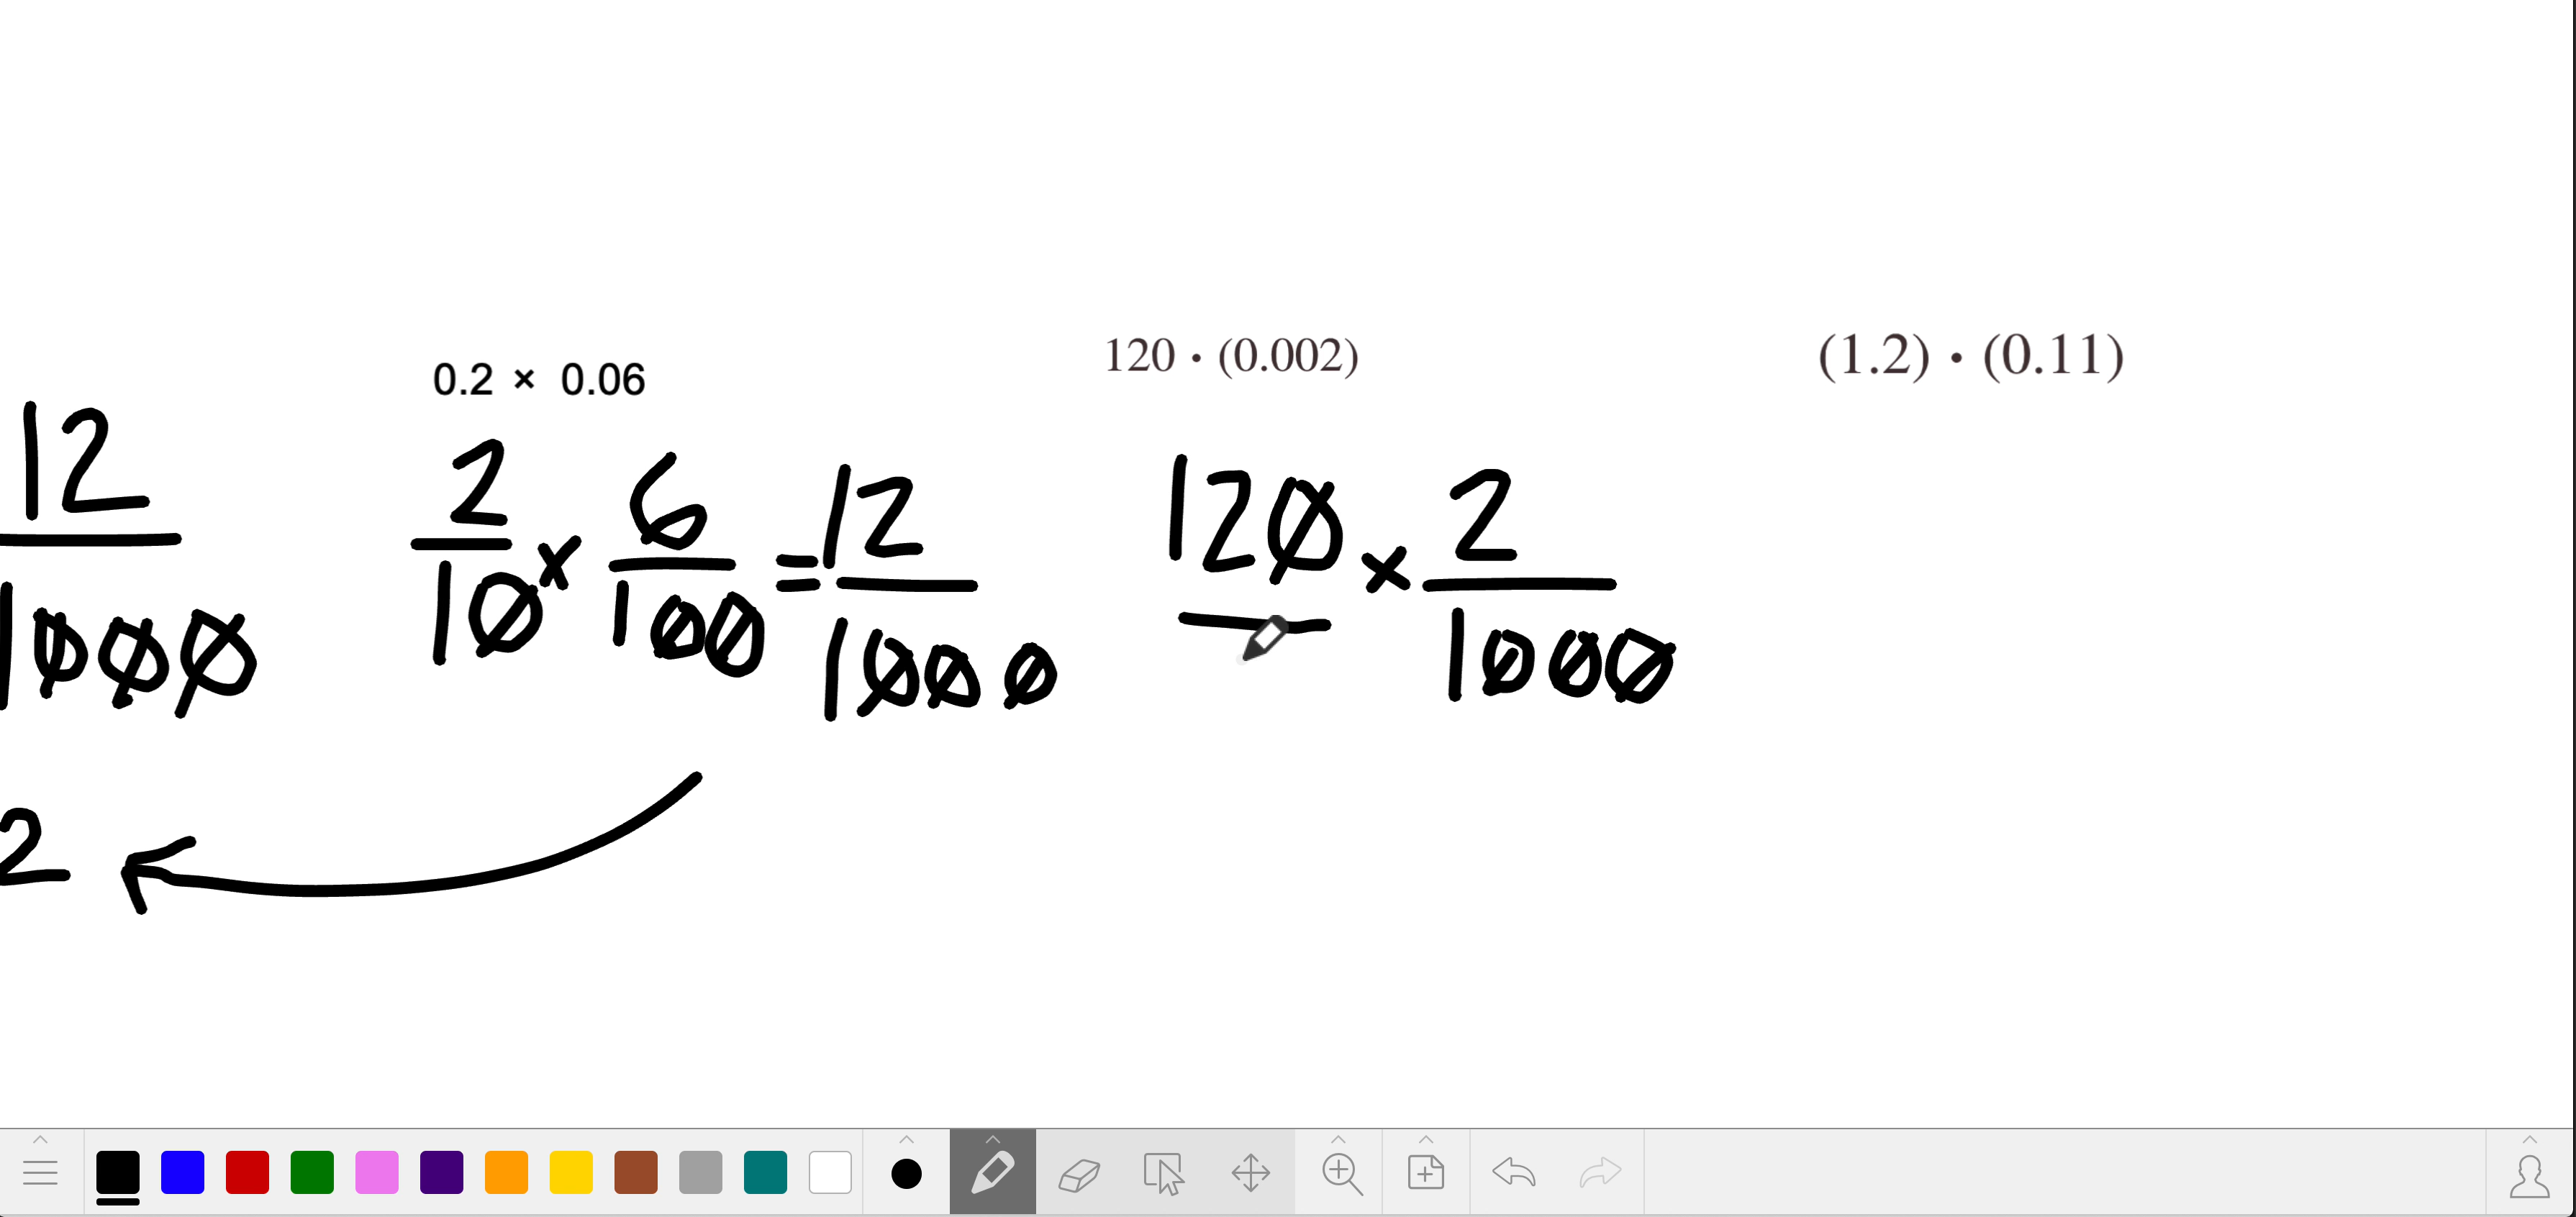 0.2 × 0.06
120 · (0.002)
(1.2) · (0.11)
12
1000
2
2/10 × 6/100 = 12/1000
120 × 2/1000